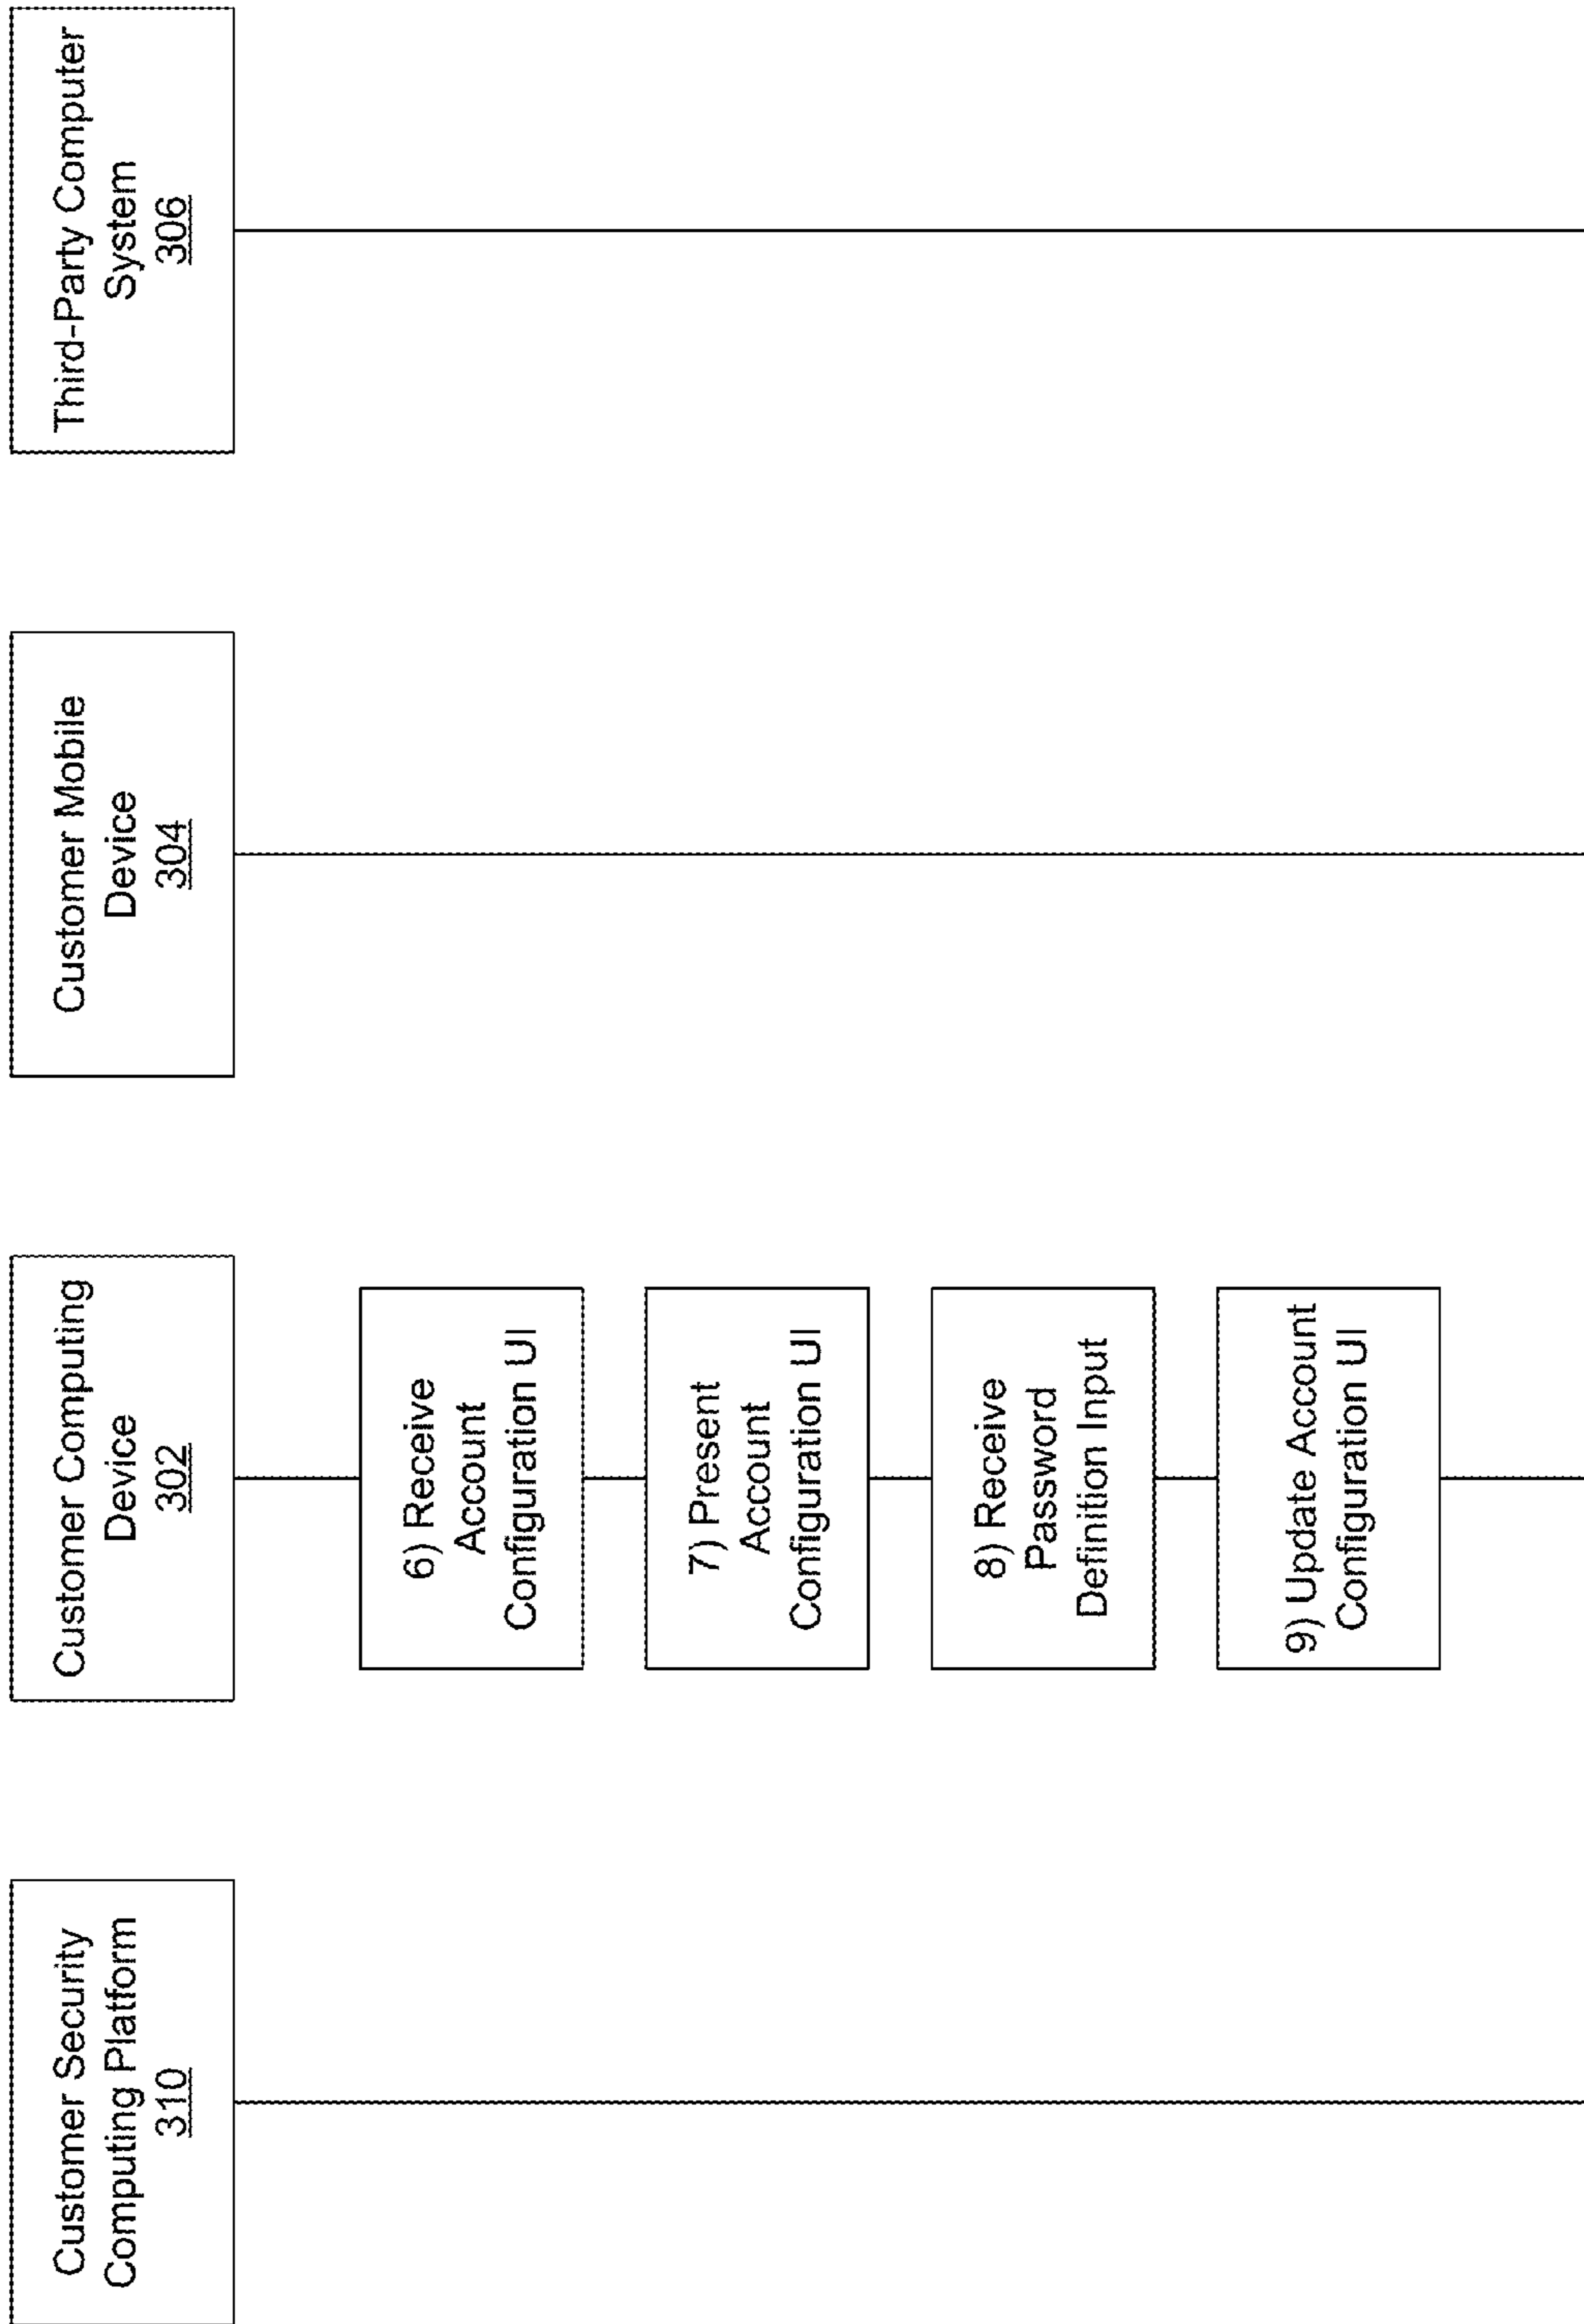 Customer Security
Computing Platform
310
Customer Computing
Device
302
Customer Mobile
Device
304
Third-Party Computer
System
306
6) Receive
Account
Configuration UI
7) Present
Account
Configuration UI
8) Receive
Password
Definition Input
9) Update Account
Configuration UI